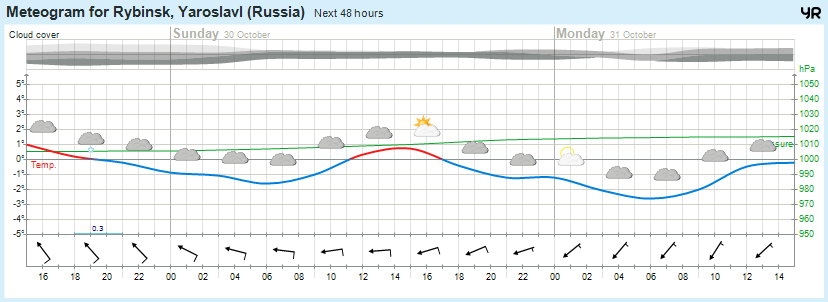 Meteogram for Rybinsk, Yaroslavl (Russia) Next 48 hours
YR
Cloud cover
Sunday 30 October
Monday 31 October
hPa
5° 1050
4° 1040
3° 1030
2° 1020
1° 1010
0° 1000
-1° 990
-2° 980
-3° 970
-4° 960
-5° 950
Temp.
ssure
0.3
16 18 20 22 00 02 04 06 08 10 12 14 16 18 20 22 00 02 04 06 08 10 12 14